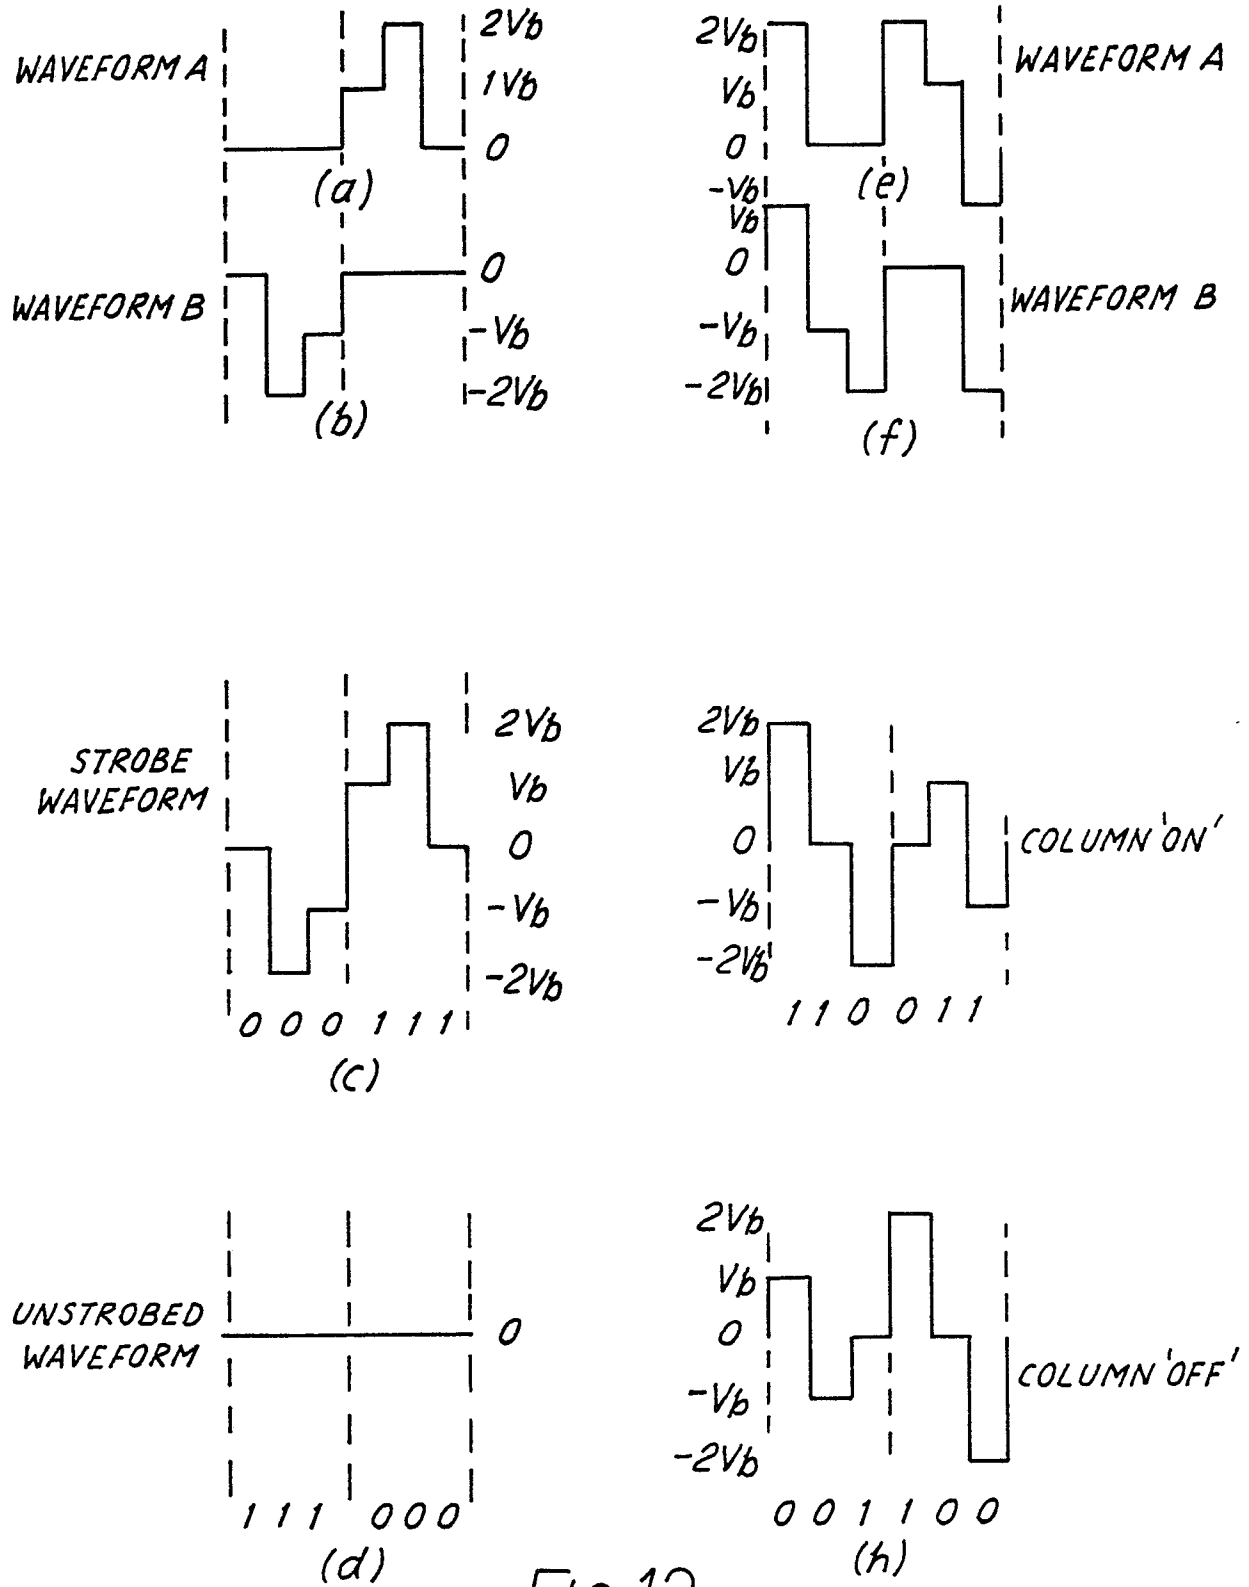 WAVEFORM A
2Vb
1Vb
0
(a)
WAVEFORM B
0
-Vb
-2Vb
(b)
2Vb
Vb
0
-Vb
WAVEFORM A
(e)
Vb
0
-Vb
-2Vb
WAVEFORM B
(f)
STROBE
WAVEFORM
2Vb
Vb
0
-Vb
-2Vb
0 0 0 1 1 1
(c)
2Vb
Vb
0
-Vb
-2Vb
COLUMN 'ON'
1 1 0 0 1 1
UNSTROBED
WAVEFORM
0
1 1 1 0 0 0
(d)
2Vb
Vb
0
-Vb
-2Vb
COLUMN 'OFF'
0 0 1 1 0 0
(h)